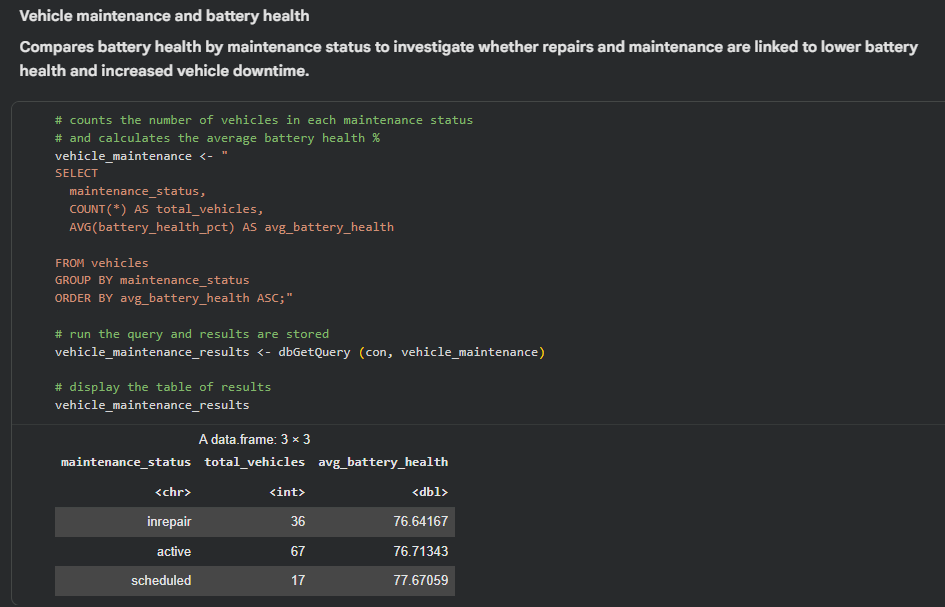 Vehicle maintenance and battery health
Compares battery health by maintenance status to investigate whether repairs and maintenance are linked to lower battery
health and increased vehicle downtime.
# counts the number of vehicles in each maintenance status
# and calculates the average battery health %
vehicle_maintenance <- "
SELECT
  maintenance_status,
  COUNT(*) AS total_vehicles,
  AVG(battery_health_pct) AS avg_battery_health
FROM vehicles
GROUP BY maintenance_status
ORDER BY avg_battery_health ASC;"
# run the query and results are stored
vehicle_maintenance_results <- dbGetQuery (con, vehicle_maintenance)
# display the table of results
vehicle_maintenance_results
A data.frame: 3 × 3
maintenance_status total_vehicles avg_battery_health
<chr> <int> <dbl>
inrepair 36 76.64167
active 67 76.71343
scheduled 17 77.67059